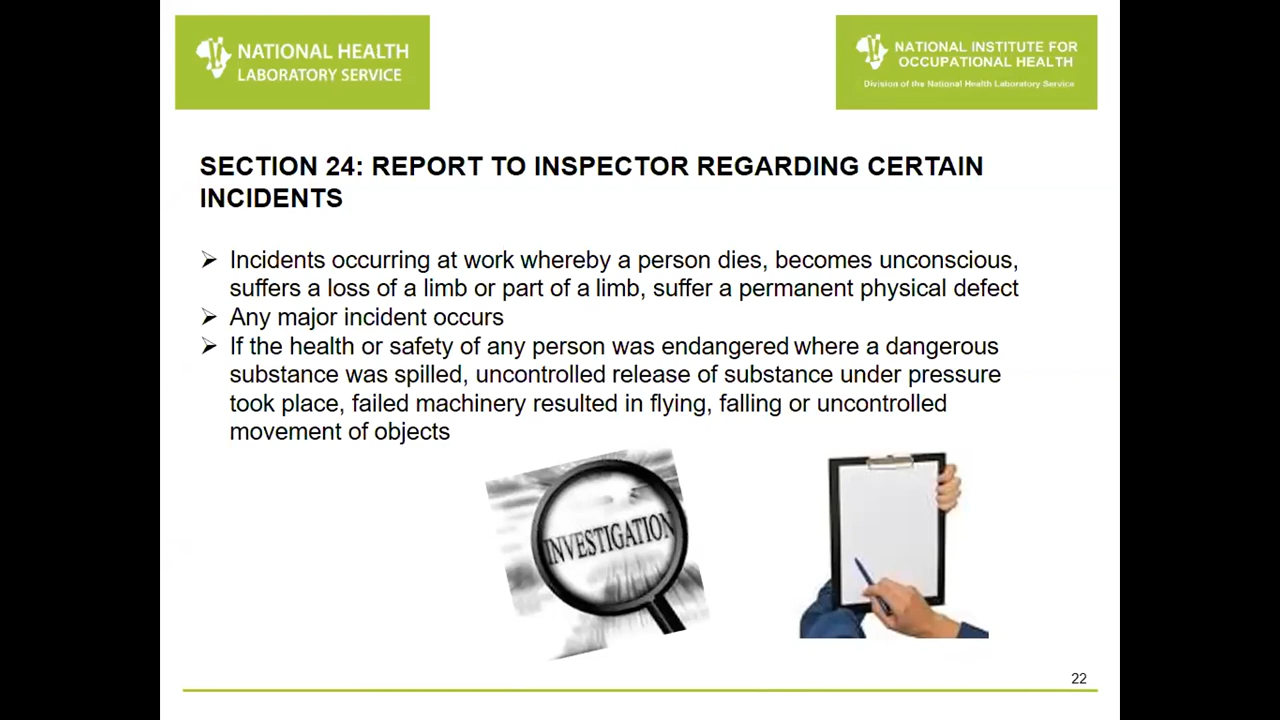 NATIONAL HEALTH
LABORATORY SERVICE
NATIONAL INSTITUTE FOR
OCCUPATIONAL HEALTH
Division of the National Health Laboratory Service
SECTION 24: REPORT TO INSPECTOR REGARDING CERTAIN
INCIDENTS
➢ Incidents occurring at work whereby a person dies, becomes unconscious,
suffers a loss of a limb or part of a limb, suffer a permanent physical defect
➢ Any major incident occurs
➢ If the health or safety of any person was endangered where a dangerous
substance was spilled, uncontrolled release of substance under pressure
took place, failed machinery resulted in flying, falling or uncontrolled
movement of objects
INVESTIGATION
22